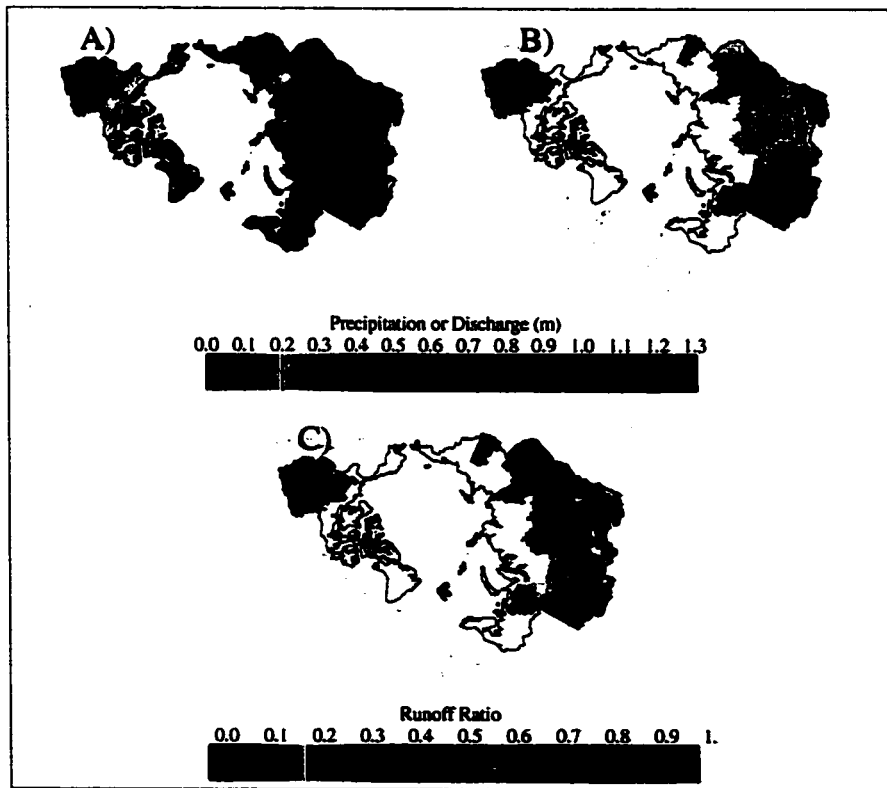 A) B)
Precipitation or Discharge (m)
0.0 0.1 0.2 0.3 0.4 0.5 0.6 0.7 0.8 0.9 1.0 1.1 1.2 1.3
C)
Runoff Ratio
0.0 0.1 0.2 0.3 0.4 0.5 0.6 0.7 0.8 0.9 1.